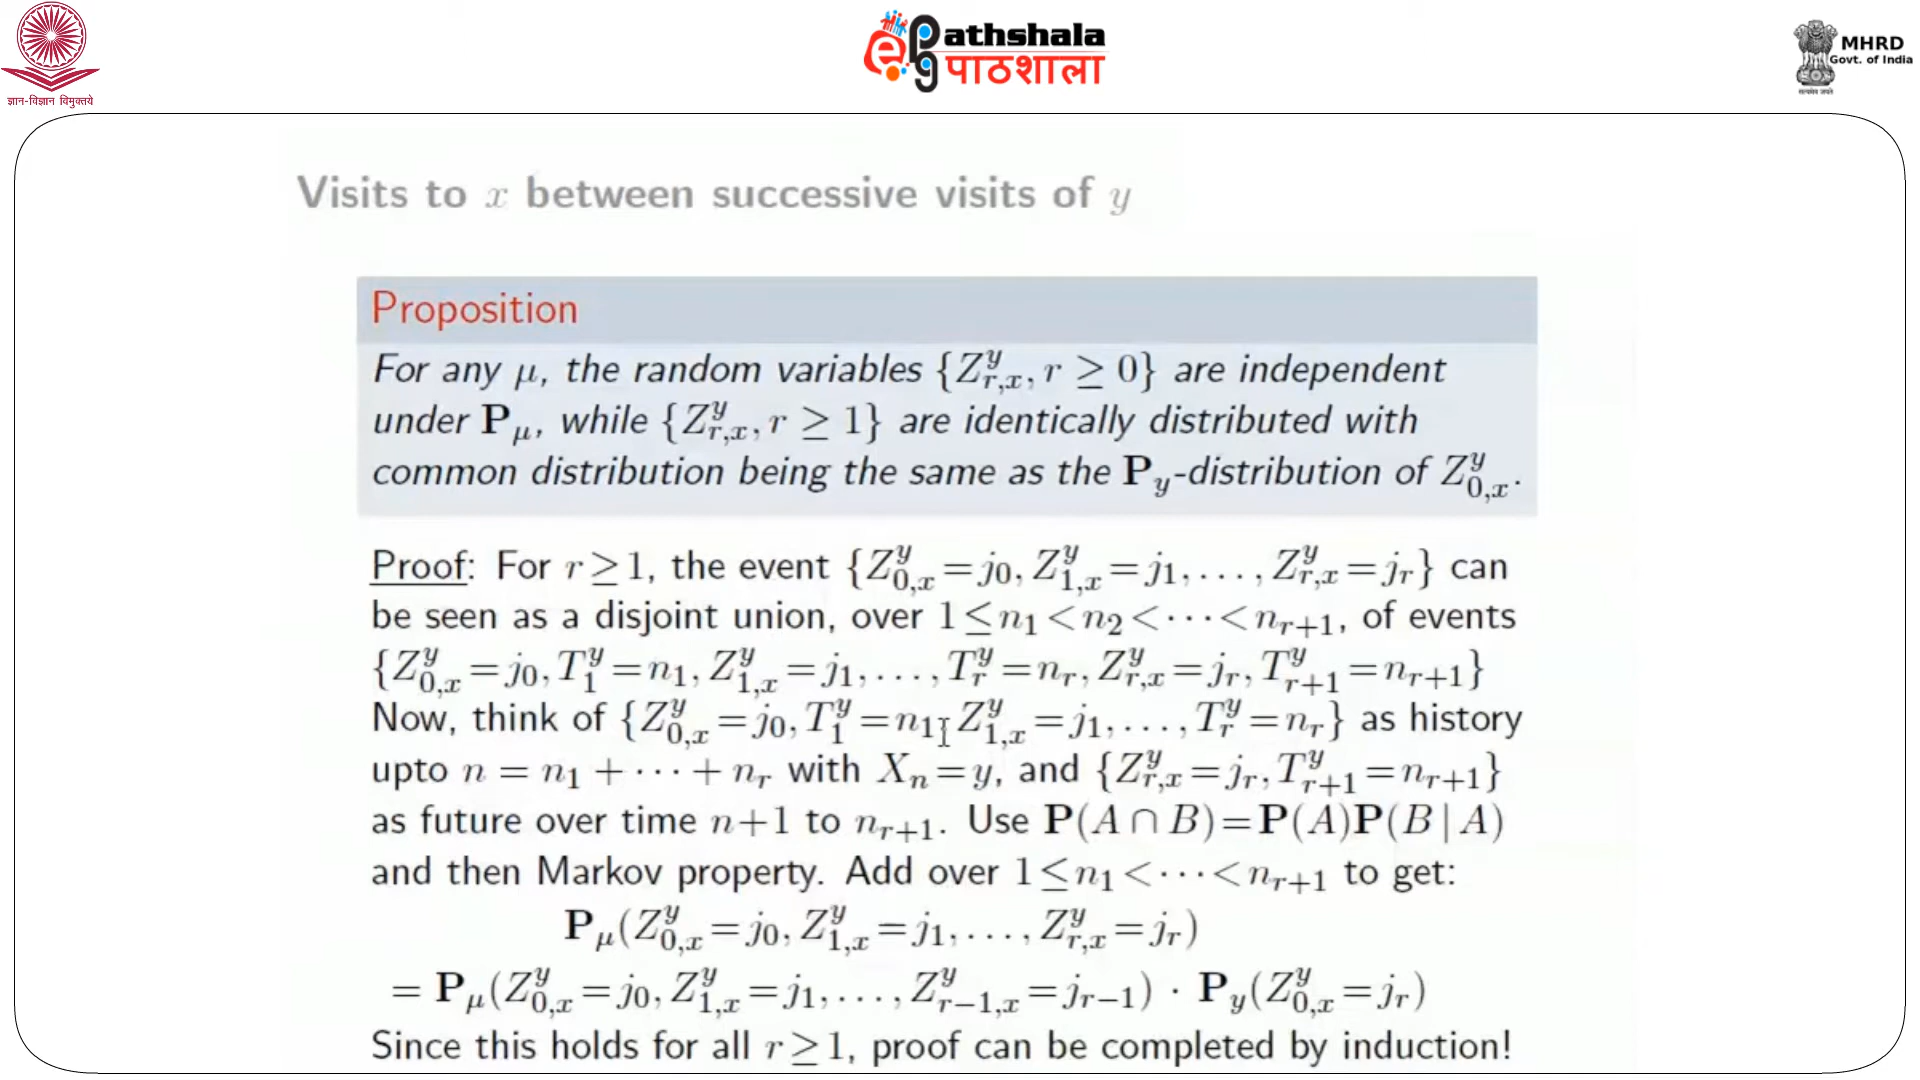 ज्ञान-विज्ञान विमुक्तये
ePathshala
पाठशाला
MHRD
Govt. of India
सत्यमेव जयते
Visits to x between successive visits of y
Proposition
For any μ, the random variables {Z^y_{r,x}, r ≥ 0} are independent
under P_μ, while {Z^y_{r,x}, r ≥ 1} are identically distributed with
common distribution being the same as the P_y-distribution of Z^y_{0,x}.
Proof: For r≥1, the event {Z^y_{0,x}=j_0, Z^y_{1,x}=j_1, . . . , Z^y_{r,x}=j_r} can
be seen as a disjoint union, over 1≤n_1<n_2<···<n_{r+1}, of events
{Z^y_{0,x}=j_0, T^y_1=n_1, Z^y_{1,x}=j_1, . . . , T^y_r=n_r, Z^y_{r,x}=j_r, T^y_{r+1}=n_{r+1}}
Now, think of {Z^y_{0,x}=j_0, T^y_1=n_1, Z^y_{1,x}=j_1, . . . , T^y_r=n_r} as history
upto n = n_1 + ··· + n_r with X_n=y, and {Z^y_{r,x}=j_r, T^y_{r+1}=n_{r+1}}
as future over time n+1 to n_{r+1}. Use P(A ∩ B)=P(A)P(B | A)
and then Markov property. Add over 1≤n_1<···<n_{r+1} to get:
P_μ(Z^y_{0,x}=j_0, Z^y_{1,x}=j_1, . . . , Z^y_{r,x}=j_r)
= P_μ(Z^y_{0,x}=j_0, Z^y_{1,x}=j_1, . . . , Z^y_{r−1,x}=j_{r−1}) · P_y(Z^y_{0,x}=j_r)
Since this holds for all r≥1, proof can be completed by induction!